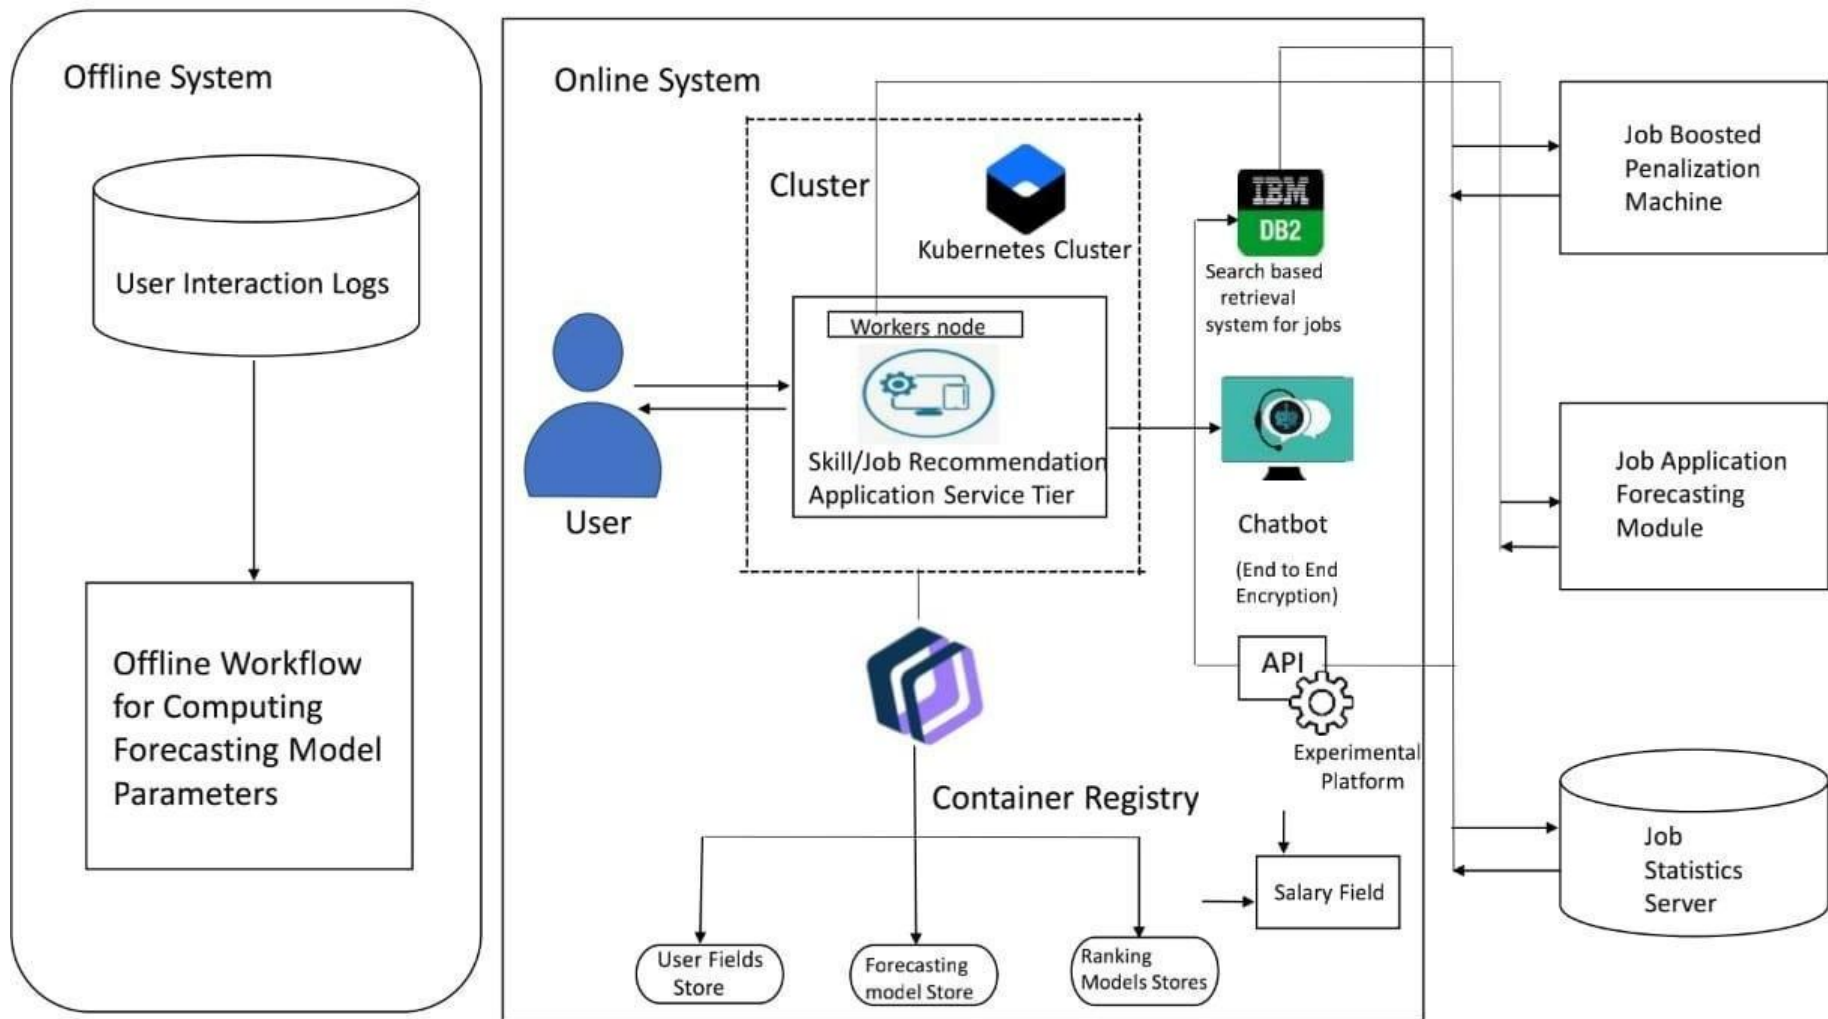 Offline System
User Interaction Logs
Offline Workflow
for Computing
Forecasting Model
Parameters
Online System
Cluster
Kubernetes Cluster
Workers node
Skill/Job Recommendation
Application Service Tier
User
IBM
DB2
Search based
retrieval
system for jobs
Chatbot
(End to End
Encryption)
API
Experimental
Platform
Container Registry
Salary Field
User Fields
Store
Forecasting
model Store
Ranking
Models Stores
Job Boosted
Penalization
Machine
Job Application
Forecasting
Module
Job
Statistics
Server